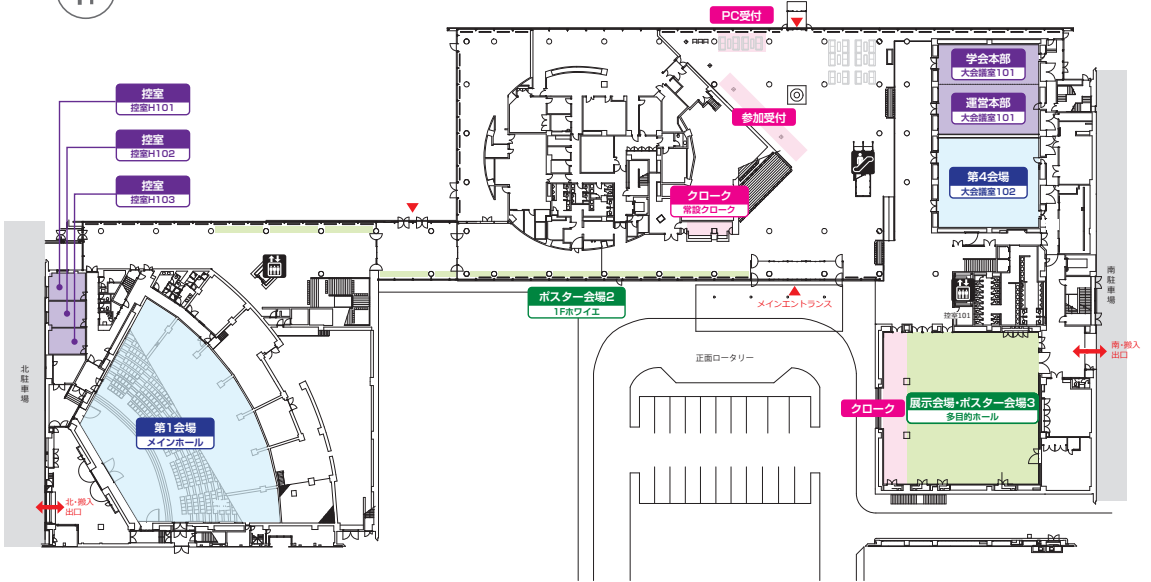 PC受付
学会本部
大会議室101
運営本部
大会議室101
控室
控室H101
控室
控室H102
控室
控室H103
参加受付
第4会場
大会議室102
クローク
常設クローク
南駐車場
ポスター会場2
1Fホワイエ
メインエントランス
控室101
正面ロータリー
南・搬入
出口
北駐車場
クローク
展示会場・ポスター会場3
多目的ホール
第1会場
メインホール
北・搬入
出口